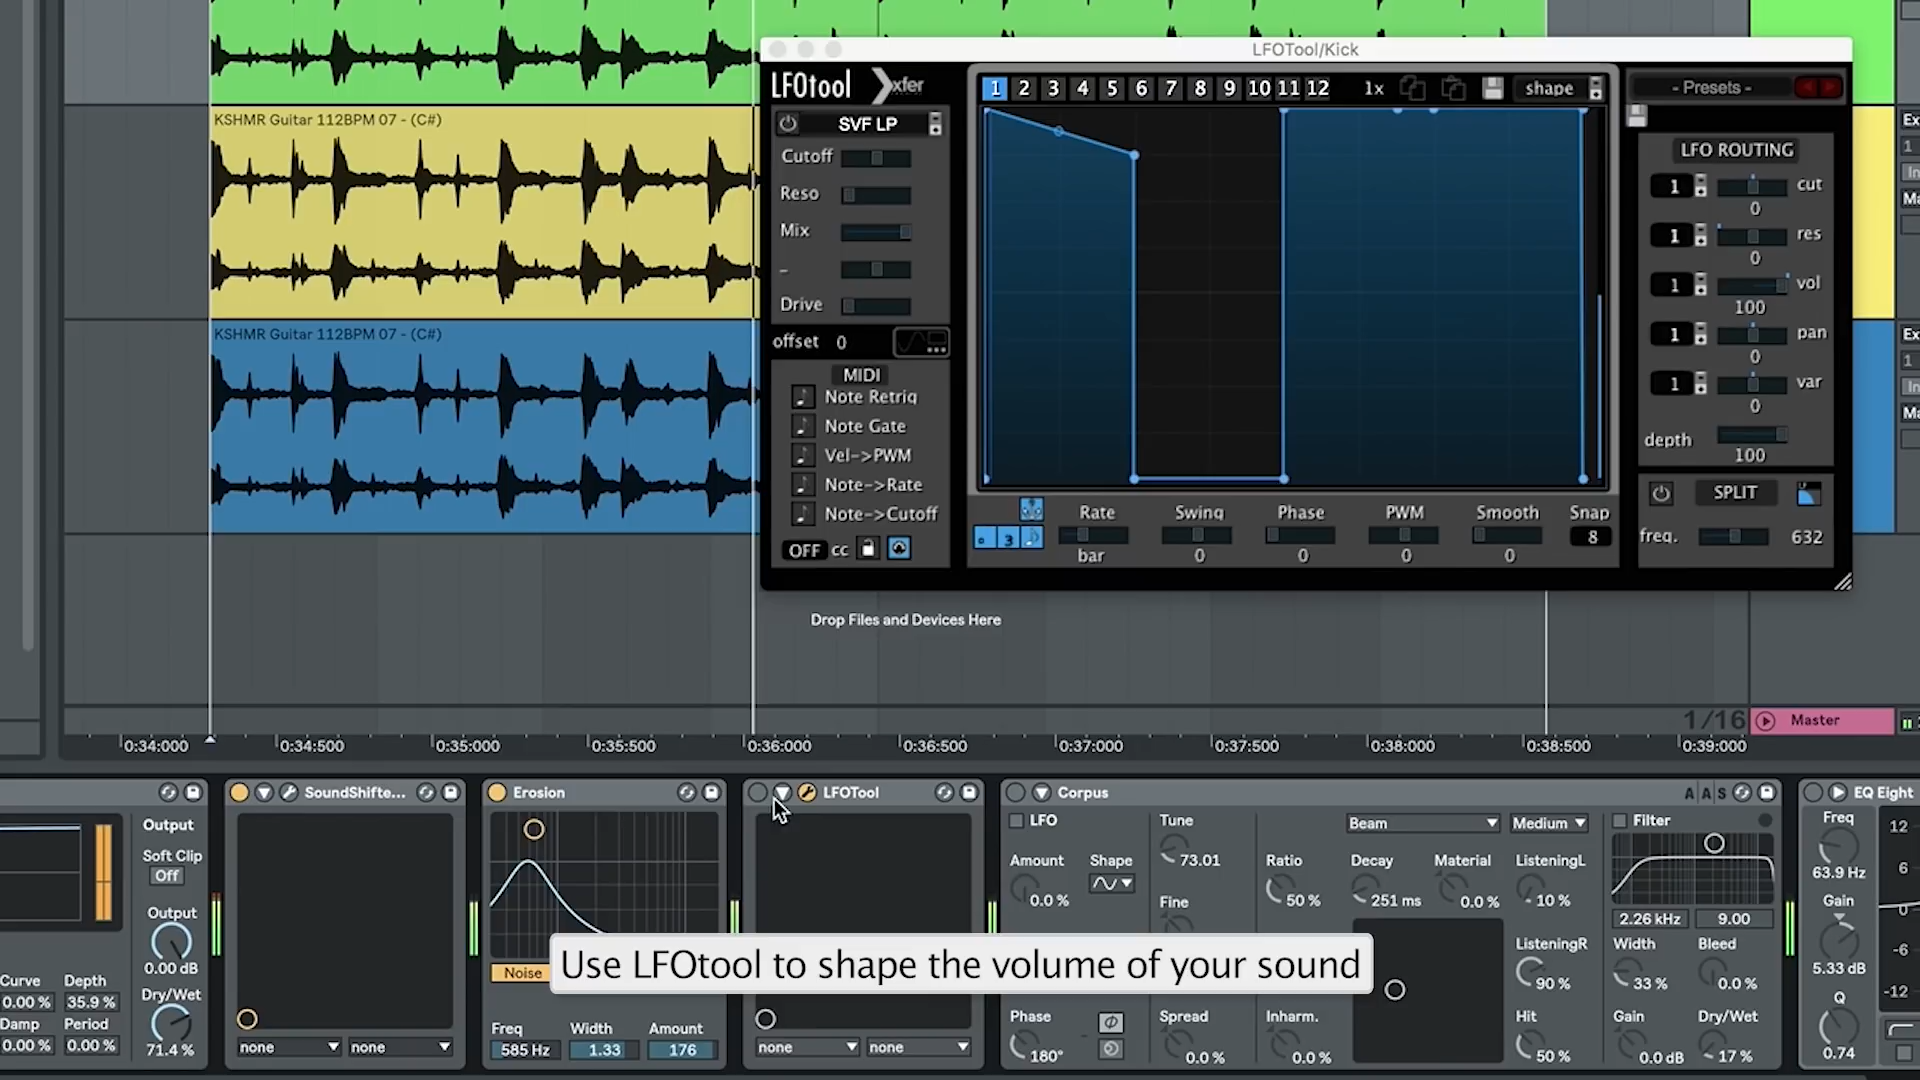 LFOTool/Kick
LFOtool xfer
1 2 3 4 5 6 7 8 9 10 11 12 1x shape
- Presets -
KSHMR Guitar 112BPM 07 - (C#)
KSHMR Guitar 112BPM 07 - (C#)
SVF LP
Cutoff
Reso
Mix
-
Drive
offset 0
MIDI
Note Retrig
Note Gate
Vel->PWM
Note->Rate
Note->Cutoff
OFF cc
3
Rate Swing Phase PWM Smooth Snap
bar 0 0 0 0 8
LFO ROUTING
1 cut
0
1 res
0
1 vol
100
1 pan
0
1 var
0
depth
100
SPLIT
freq. 632
Ex
1
In
Ma
Ex
1
In
Ma
Drop Files and Devices Here
1/16
Master
0:34:000 0:34:500 0:35:000 0:35:500 0:36:000 0:36:500 0:37:000 0:37:500 0:38:000 0:38:500 0:39:000
Output
Soft Clip
Off
Output
0.00 dB
Curve Depth Dry/Wet
0.00 % 35.9 %
Damp Period
0.00 % 0.00 % 71.4 %
SoundShifte...
none none
Erosion
Noise
Freq Width Amount
585 Hz 1.33 176
LFOTool
none none
Corpus
A A S
LFO
Amount Shape
0.0 %
Phase
180°
Tune
73.01
Fine
Spread
0.0 %
Beam Medium
Ratio Decay Material ListeningL
50 % 251 ms 0.0 % 10 %
ListeningR
90 %
Inharm. Hit
0.0 % 50 %
Filter
2.26 kHz 9.00
Width Bleed
33 % 0.0 %
Gain Dry/Wet
0.0 dB 17 %
EQ Eight
Freq
63.9 Hz
Gain
5.33 dB
Q
0.74
12
6
0
-6
-12
Use LFOtool to shape the volume of your sound